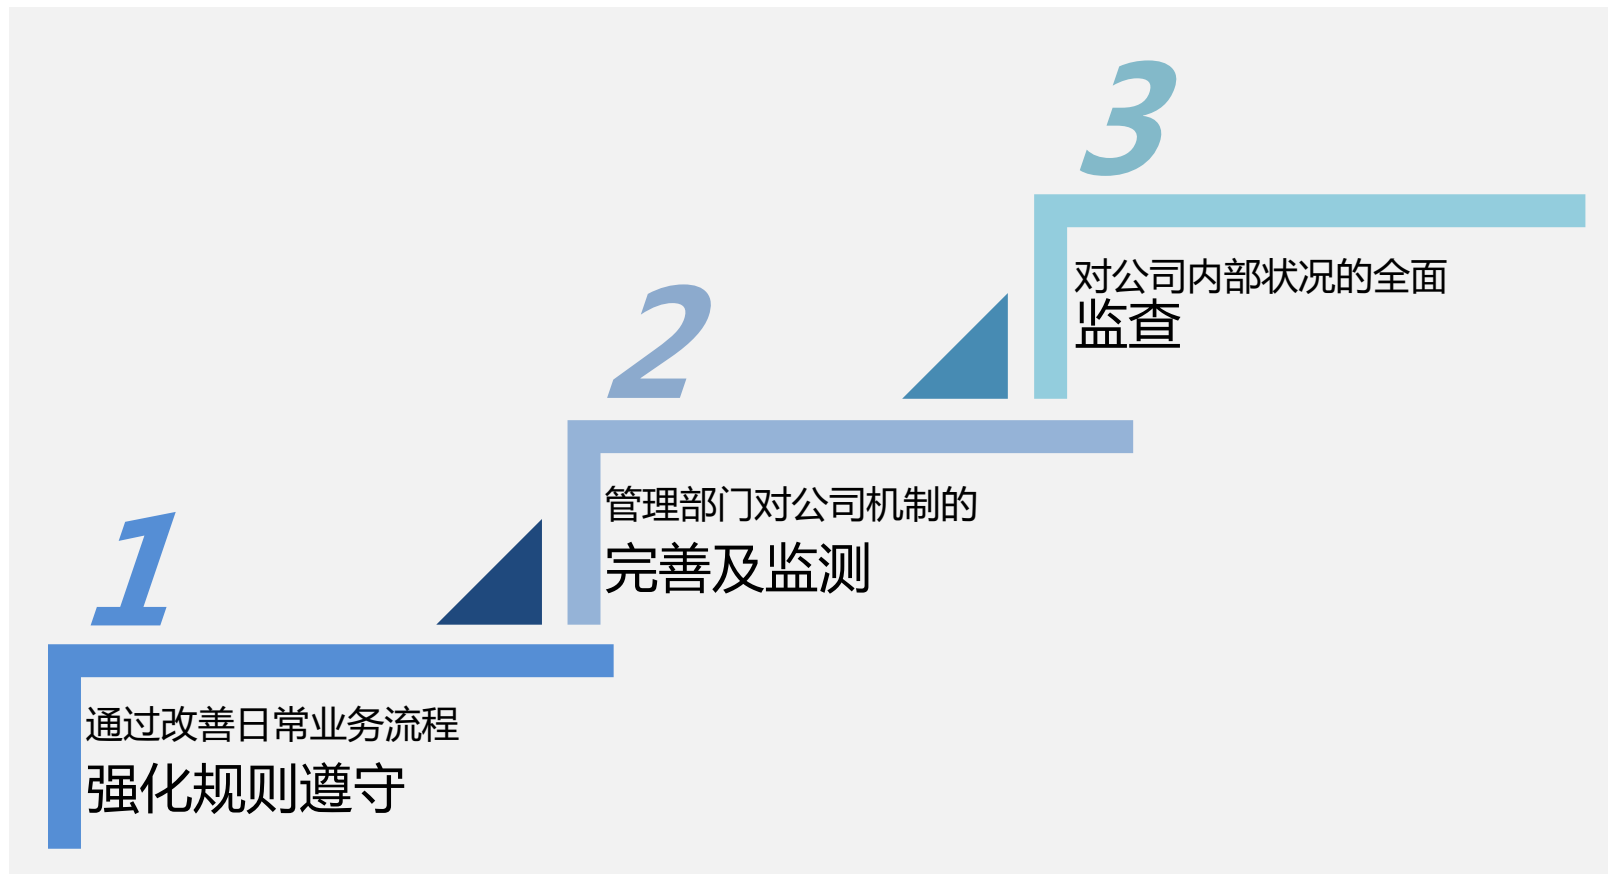 3
对公司内部状况的全面
监查
2
管理部门对公司机制的
完善及监测
1
通过改善日常业务流程
强化规则遵守